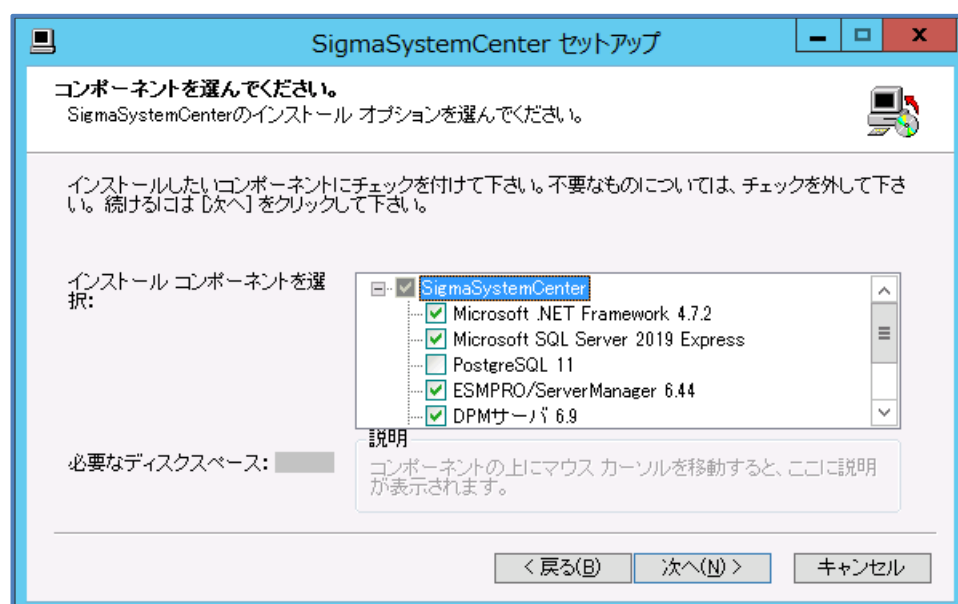 SigmaSystemCenter セットアップ
コンポーネントを選んでください。
SigmaSystemCenterのインストール オプションを選んでください。
インストールしたいコンポーネントにチェックを付けて下さい。不要なものについては、チェックを外して下さ
い。続けるには [次へ] をクリックして下さい。
インストール コンポーネントを選
択:
SigmaSystemCenter
Microsoft .NET Framework 4.7.2
Microsoft SQL Server 2019 Express
PostgreSQL 11
ESMPRO/ServerManager 6.44
DPMサーバ 6.9
必要なディスクスペース:
説明
コンポーネントの上にマウス カーソルを移動すると、ここに説明
が表示されます。
< 戻る(B)
次へ(N) >
キャンセル